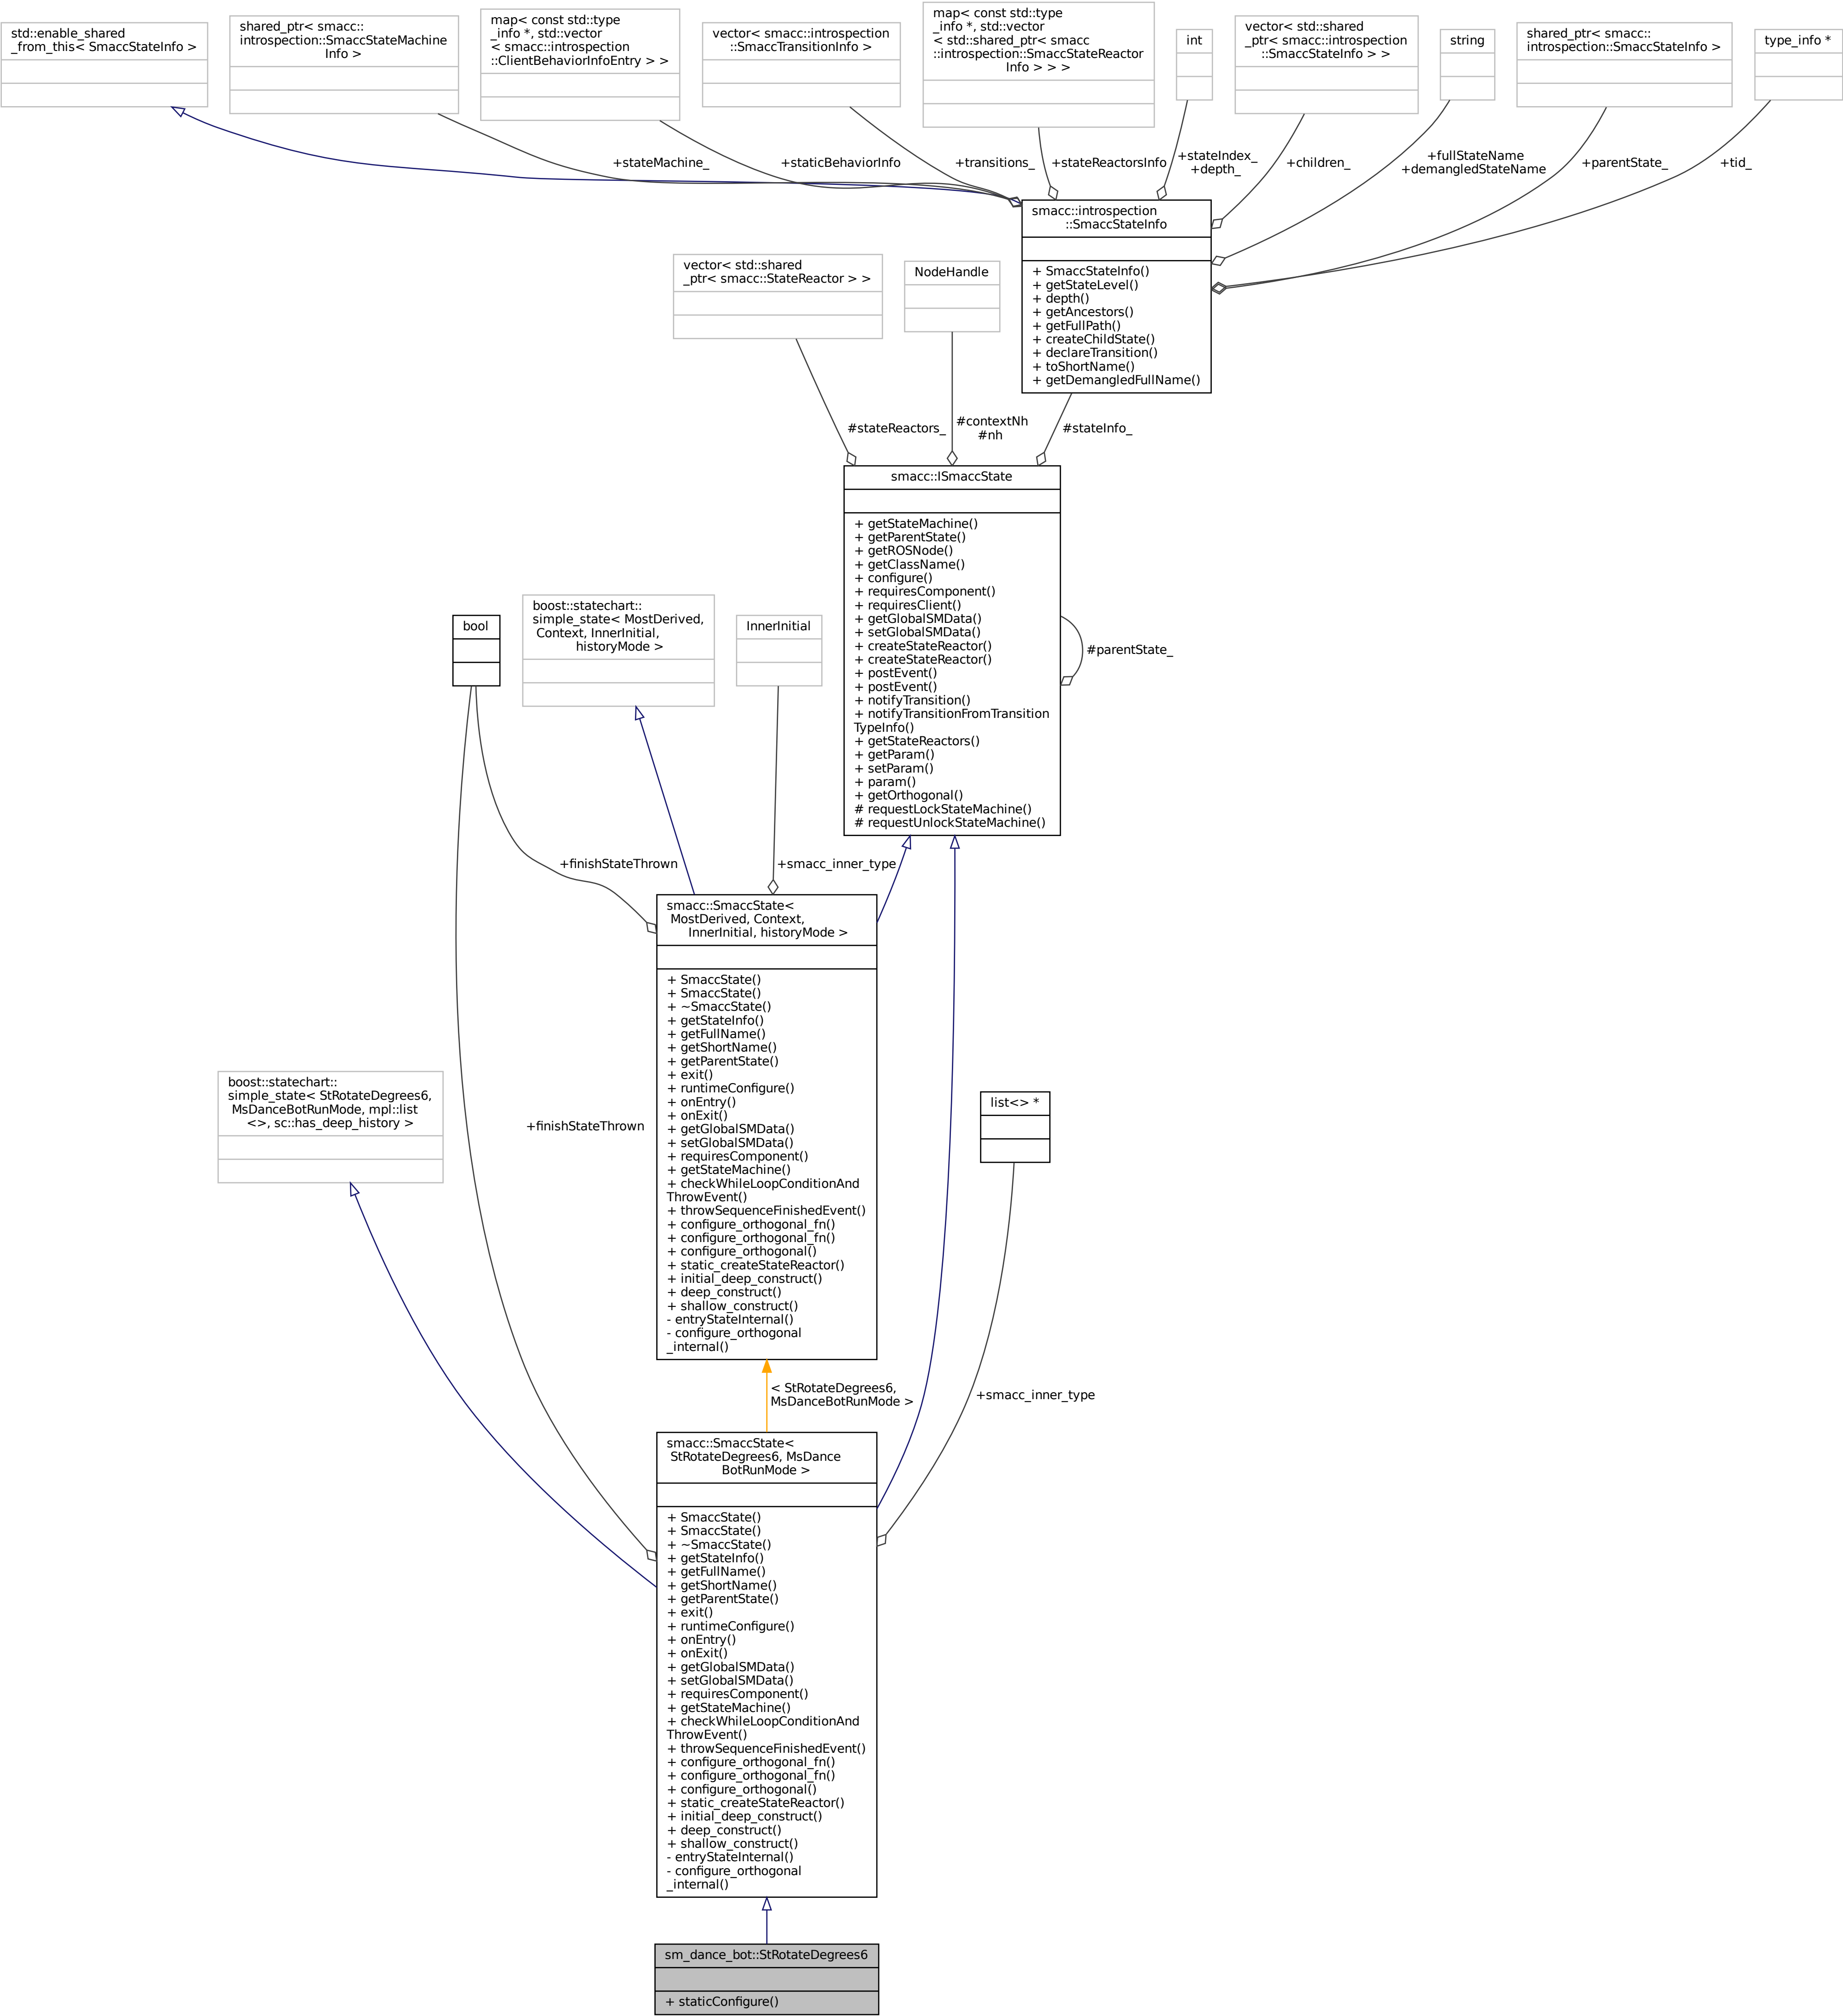 std::enable_shared
_from_this< SmaccStateInfo >
shared_ptr< smacc::
introspection::SmaccStateMachine
Info >
map< const std::type
_info *, std::vector
< smacc::introspection
::ClientBehaviorInfoEntry > >
vector< smacc::introspection
::SmaccTransitionInfo >
map< const std::type
_info *, std::vector
< std::shared_ptr< smacc
::introspection::SmaccStateReactor
Info > > >
int
vector< std::shared
_ptr< smacc::introspection
::SmaccStateInfo > >
string
shared_ptr< smacc::
introspection::SmaccStateInfo >
type_info *
+stateMachine_
+staticBehaviorInfo
+transitions_
+stateReactorsInfo
+stateIndex_
+depth_
+children_
+fullStateName
+demangledStateName
+parentState_
+tid_
smacc::introspection
::SmaccStateInfo
+ SmaccStateInfo()
+ getStateLevel()
+ depth()
+ getAncestors()
+ getFullPath()
+ createChildState()
+ declareTransition()
+ toShortName()
+ getDemangledFullName()
vector< std::shared
_ptr< smacc::StateReactor > >
NodeHandle
#stateReactors_
#contextNh
#nh
#stateInfo_
smacc::ISmaccState
+ getStateMachine()
+ getParentState()
+ getROSNode()
+ getClassName()
+ configure()
+ requiresComponent()
+ requiresClient()
+ getGlobalSMData()
+ setGlobalSMData()
+ createStateReactor()
+ createStateReactor()
+ postEvent()
+ postEvent()
+ notifyTransition()
+ notifyTransitionFromTransition
TypeInfo()
+ getStateReactors()
+ getParam()
+ setParam()
+ param()
+ getOrthogonal()
# requestLockStateMachine()
# requestUnlockStateMachine()
#parentState_
bool
boost::statechart::
simple_state< MostDerived,
Context, InnerInitial,
historyMode >
InnerInitial
+finishStateThrown
+smacc_inner_type
smacc::SmaccState<
MostDerived, Context,
InnerInitial, historyMode >
+ SmaccState()
+ SmaccState()
+ ~SmaccState()
+ getStateInfo()
+ getFullName()
+ getShortName()
+ getParentState()
+ exit()
+ runtimeConfigure()
+ onEntry()
+ onExit()
+ getGlobalSMData()
+ setGlobalSMData()
+ requiresComponent()
+ getStateMachine()
+ checkWhileLoopConditionAnd
ThrowEvent()
+ throwSequenceFinishedEvent()
+ configure_orthogonal_fn()
+ configure_orthogonal_fn()
+ configure_orthogonal()
+ static_createStateReactor()
+ initial_deep_construct()
+ deep_construct()
+ shallow_construct()
- entryStateInternal()
- configure_orthogonal
_internal()
boost::statechart::
simple_state< StRotateDegrees6,
MsDanceBotRunMode, mpl::list
<>, sc::has_deep_history >
+finishStateThrown
list<> *
< StRotateDegrees6,
MsDanceBotRunMode >
+smacc_inner_type
smacc::SmaccState<
StRotateDegrees6, MsDance
BotRunMode >
+ SmaccState()
+ SmaccState()
+ ~SmaccState()
+ getStateInfo()
+ getFullName()
+ getShortName()
+ getParentState()
+ exit()
+ runtimeConfigure()
+ onEntry()
+ onExit()
+ getGlobalSMData()
+ setGlobalSMData()
+ requiresComponent()
+ getStateMachine()
+ checkWhileLoopConditionAnd
ThrowEvent()
+ throwSequenceFinishedEvent()
+ configure_orthogonal_fn()
+ configure_orthogonal_fn()
+ configure_orthogonal()
+ static_createStateReactor()
+ initial_deep_construct()
+ deep_construct()
+ shallow_construct()
- entryStateInternal()
- configure_orthogonal
_internal()
sm_dance_bot::StRotateDegrees6
+ staticConfigure()